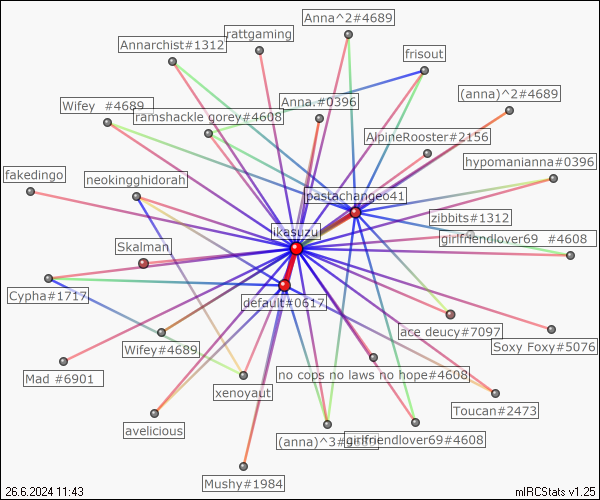 Anna^2#4689
rattgaming
Annarchist#1312
frisout
(anna)^2#4689
Wifey #4689
Anna.#0396
ramshackle gorey#4608
AlpineRooster#2156
hypomanianna#0396
fakedingo
neokingghidorah
pastachangeo41
zibbits#1312
ikasuzu
girlfriendlover69 #4608
Skalman
Cypha#1717
default#0617
ace deucy#7097
Soxy Foxy#5076
Wifey#4689
Mad #6901
no cops no laws no hope#4608
xenoyaut
Toucan#2473
avelicious
(anna)^3#
girlfriendlover69#4608
Mushy#1984
26.6.2024 11:43
mIRCStats v1.25